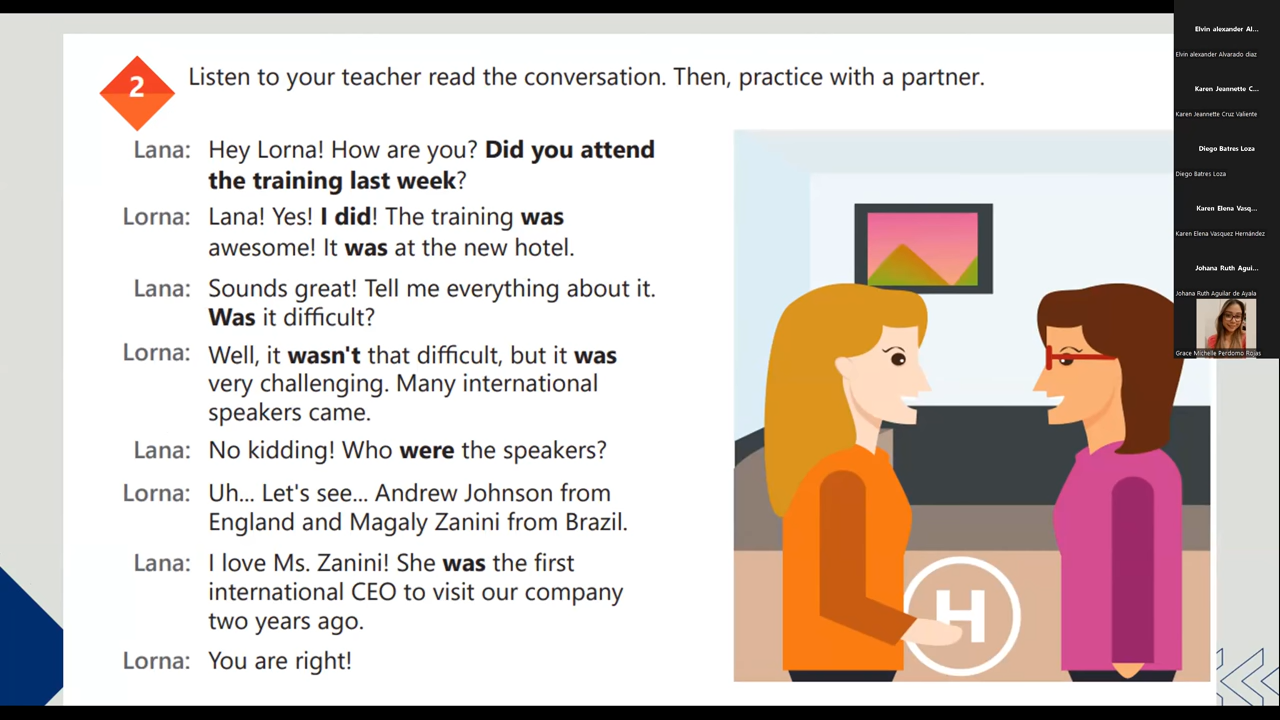 2
Listen to your teacher read the conversation. Then, practice with a partner.
Lana: Hey Lorna! How are you? Did you attend
the training last week?
Lorna: Lana! Yes! I did! The training was
awesome! It was at the new hotel.
Lana: Sounds great! Tell me everything about it.
Was it difficult?
Lorna: Well, it wasn't that difficult, but it was
very challenging. Many international
speakers came.
Lana: No kidding! Who were the speakers?
Lorna: Uh... Let's see... Andrew Johnson from
England and Magaly Zanini from Brazil.
Lana: I love Ms. Zanini! She was the first
international CEO to visit our company
two years ago.
Lorna: You are right!
H
Elvin alexander Al...
Elvin alexander Alvarado diaz
Karen Jeannette C...
Karen Jeannette Cruz Valiente
Diego Batres Loza
Diego Batres Loza
Karen Elena Vasq...
Karen Elena Vasquez Hernández
Johana Ruth Agui...
Johana Ruth Aguilar de Ayala
Grace Michelle Perdomo Rojas